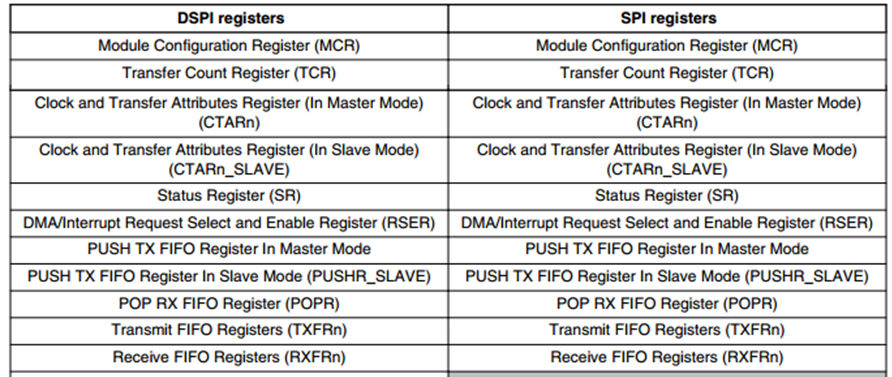 DSPI registers SPI registers
Module Configuration Register (MCR) Module Configuration Register (MCR)
Transfer Count Register (TCR) Transfer Count Register (TCR)
Clock and Transfer Attributes Register (In Master Mode) Clock and Transfer Attributes Register (In Master Mode)
(CTARn) (CTARn)
Clock and Transfer Attributes Register (In Slave Mode) Clock and Transfer Attributes Register (In Slave Mode)
(CTARn_SLAVE) (CTARn_SLAVE)
Status Register (SR) Status Register (SR)
DMA/Interrupt Request Select and Enable Register (RSER) DMA/Interrupt Request Select and Enable Register (RSER)
PUSH TX FIFO Register In Master Mode PUSH TX FIFO Register In Master Mode
PUSH TX FIFO Register In Slave Mode (PUSHR_SLAVE) PUSH TX FIFO Register In Slave Mode (PUSHR_SLAVE)
POP RX FIFO Register (POPR) POP RX FIFO Register (POPR)
Transmit FIFO Registers (TXFRn) Transmit FIFO Registers (TXFRn)
Receive FIFO Registers (RXFRn) Receive FIFO Registers (RXFRn)